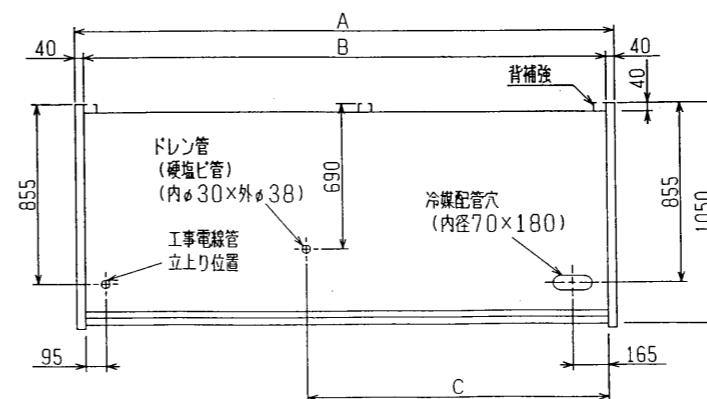 A
40
B
40
背補強
40
ドレン管
(硬塩ビ管)
(内φ30×外φ38)
690
855
冷媒配管穴
(内径70×180)
855
1050
工事電線管
立上り位置
95
165
C